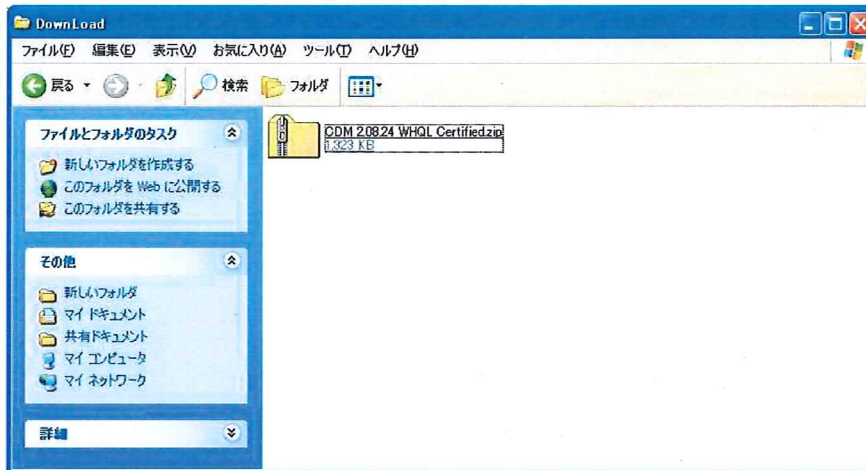 DownLoad
ファイル(F) 編集(E) 表示(V) お気に入り(A) ツール(T) ヘルプ(H)
戻る 検索 フォルダ
ファイルとフォルダのタスク
新しいフォルダを作成する
このフォルダを Web に公開する
このフォルダを共有する
その他
新しいフォルダ
マイ ドキュメント
共有ドキュメント
マイ コンピュータ
マイ ネットワーク
詳細
CDM 2.08.24 WHQL Certified.zip
1,323 KB